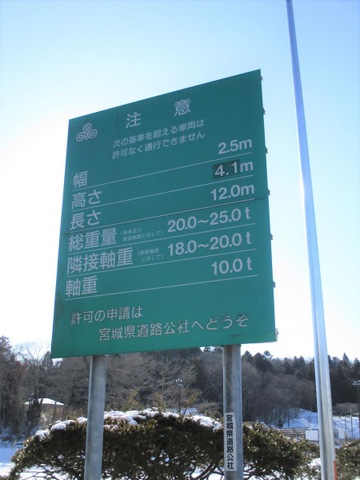 注意
次の基準を超える車両は
許可なく通行できません
幅 2.5m
高さ 4.1m
長さ 12.0m
総重量 20.0~25.0t
隣接軸重 18.0~20.0t
軸重 10.0t
許可の申請は
宮城県道路公社へどうぞ
宮城県道路公社